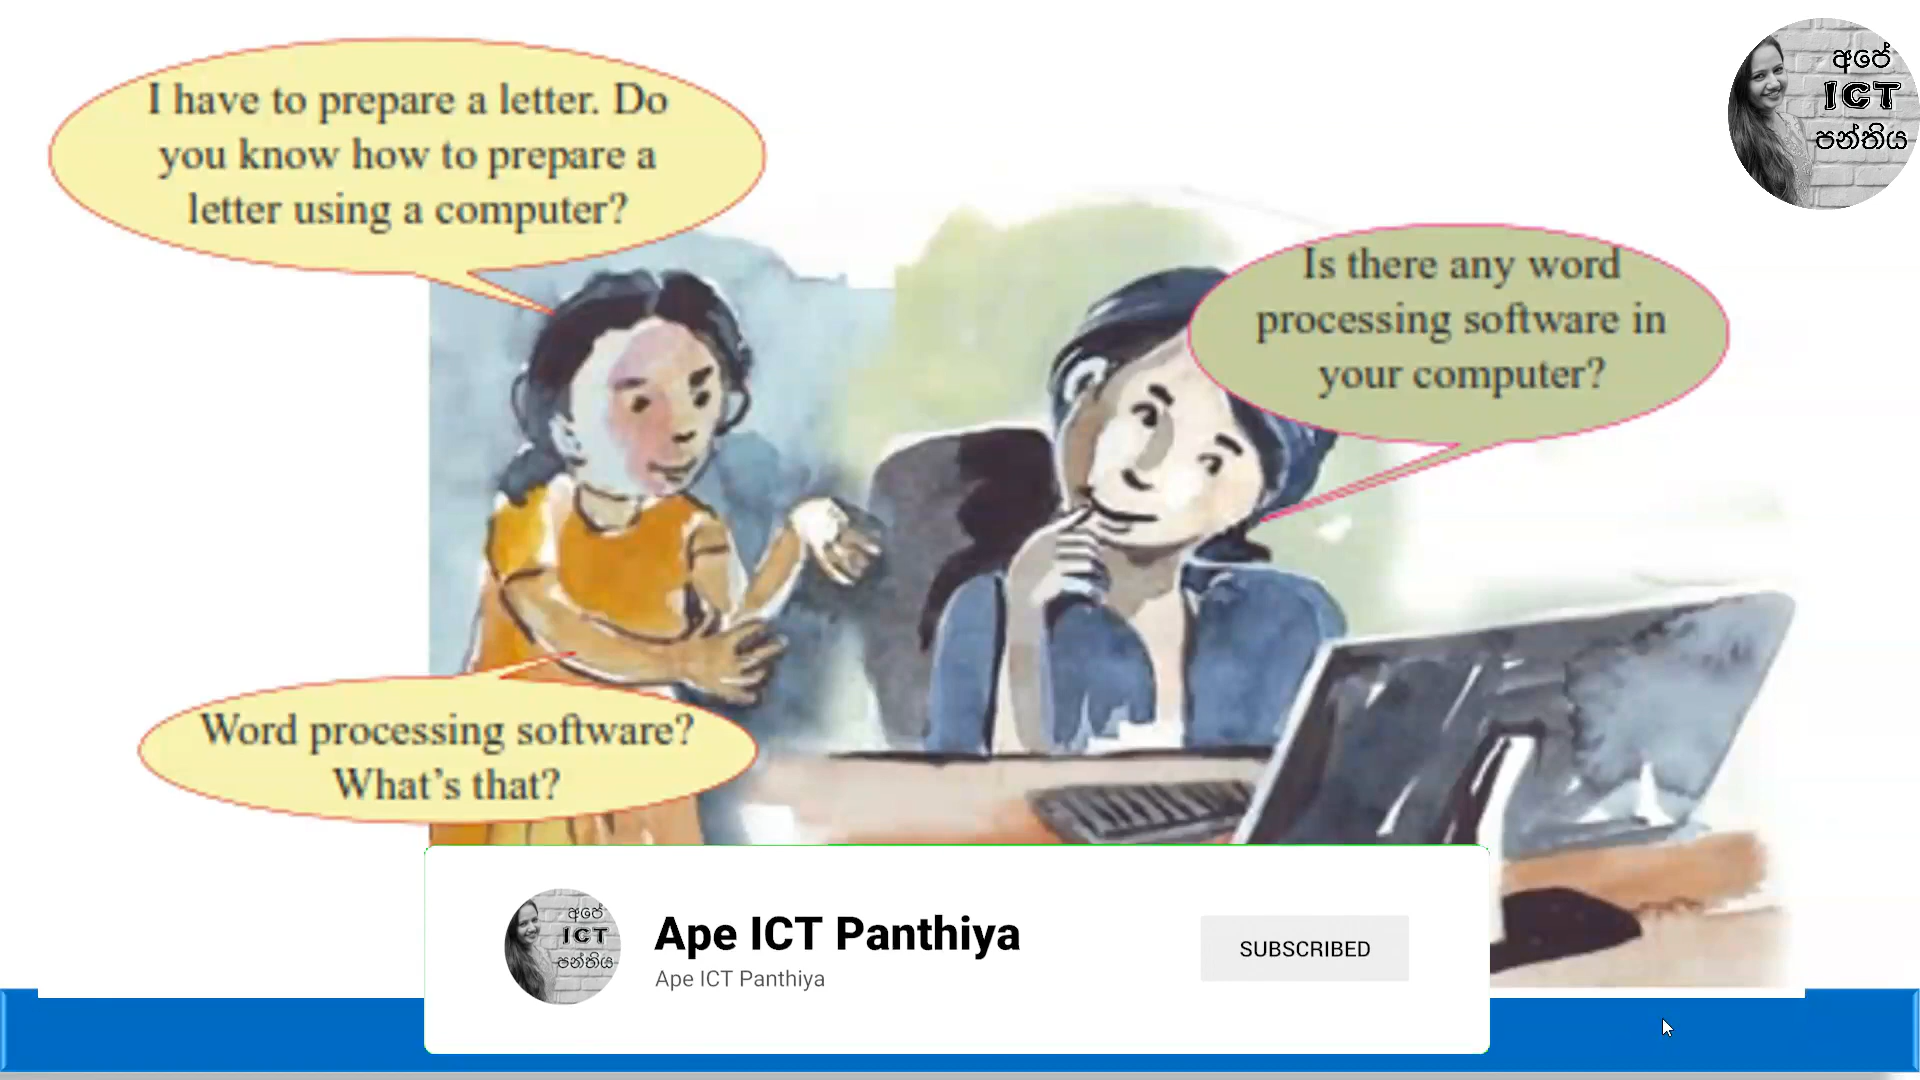 I have to prepare a letter. Do
you know how to prepare a
letter using a computer?
අපේ
ICT
පන්තිය
Is there any word
processing software in
your computer?
Word processing software?
What's that?
අපේ
ICT
පන්තිය
Ape ICT Panthiya
Ape ICT Panthiya
SUBSCRIBED